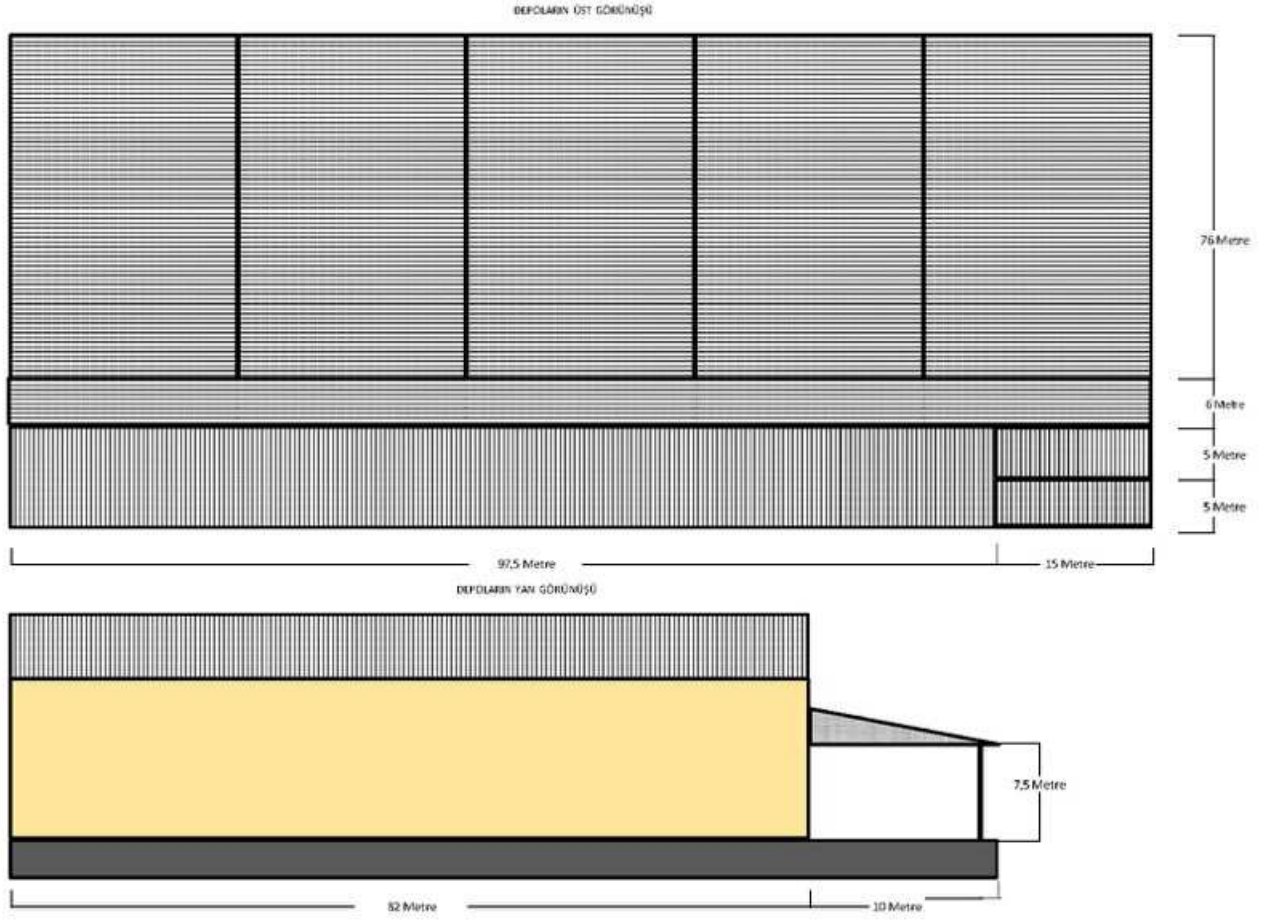 DEPOLARIN ÜST GÖRÜNÜŞÜ
76 Metre
6 Metre
5 Metre
5 Metre
97,5 Metre
15 Metre
DEPOLARIN YAN GÖRÜNÜŞÜ
7,5 Metre
82 Metre
10 Metre